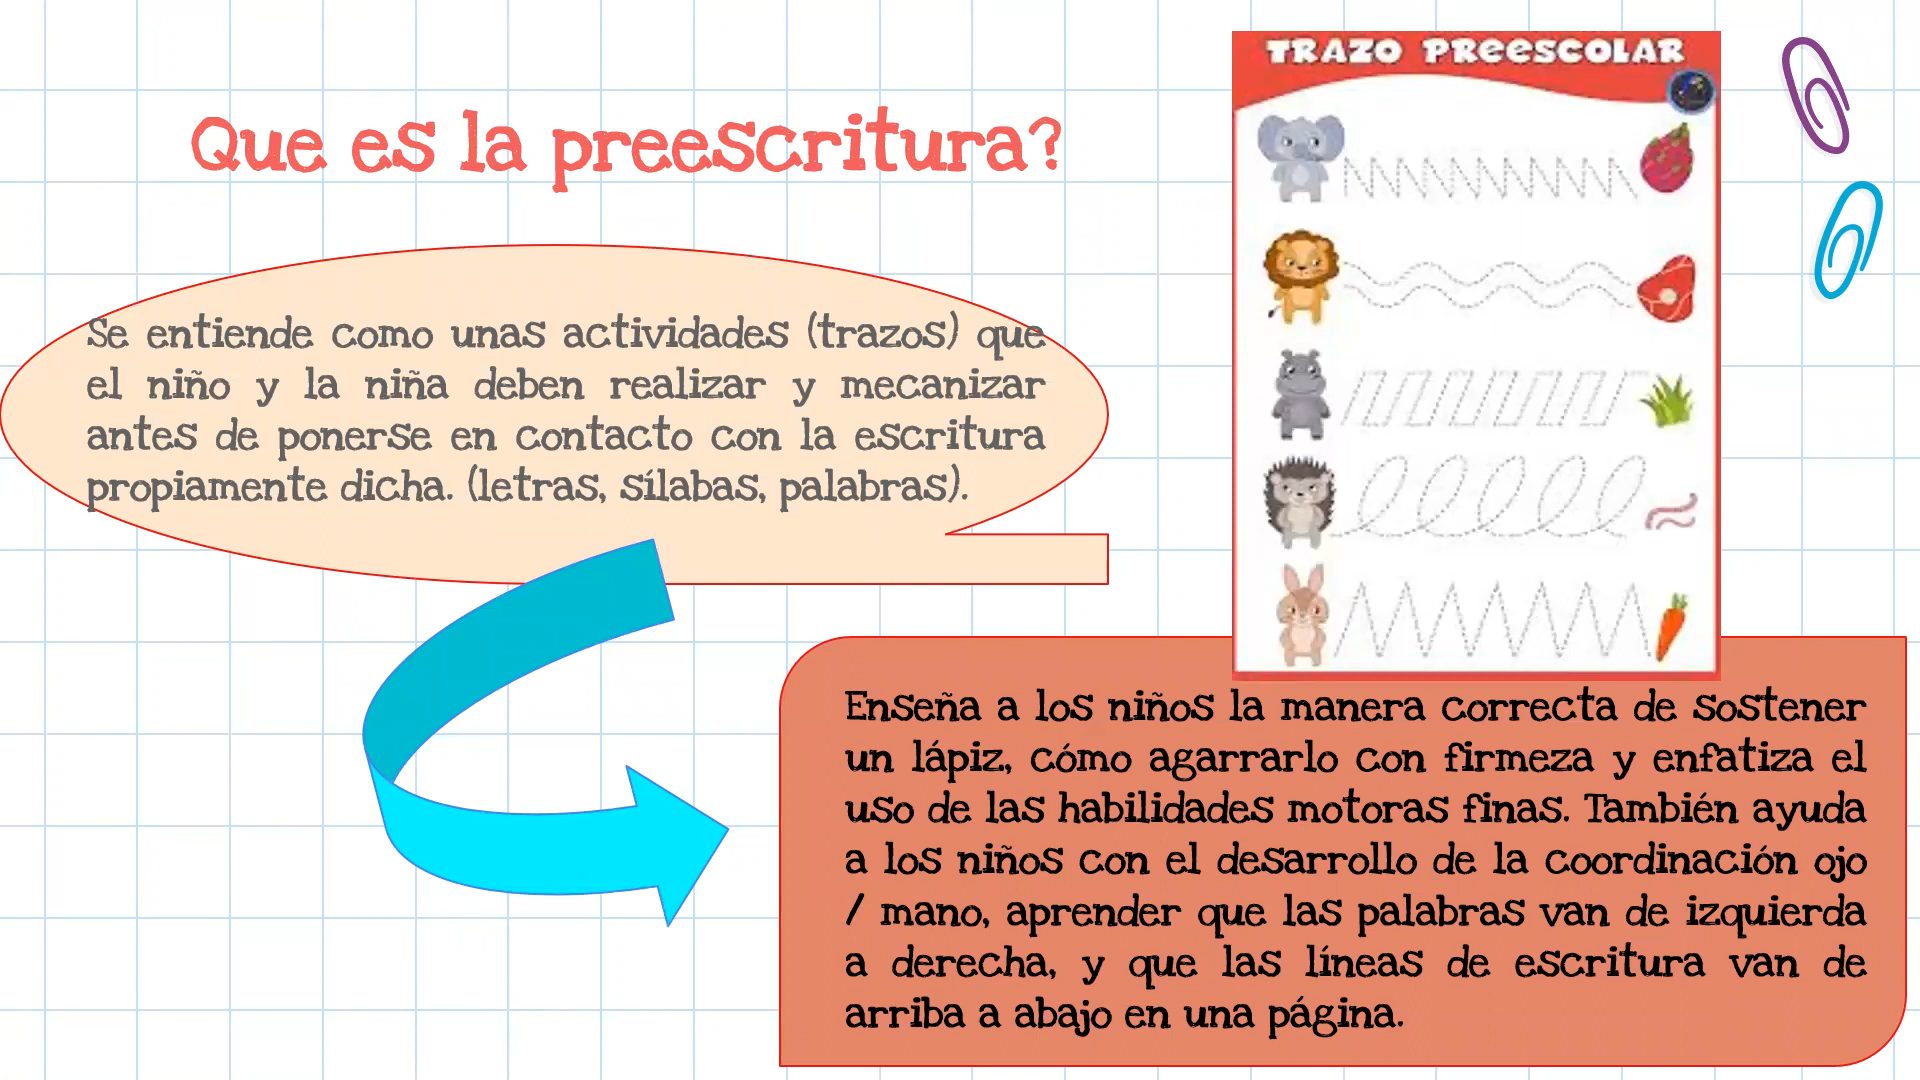 Que es la preescritura?
TRAZO PREESCOLAR
Se entiende como unas actividades (trazos) que
el niño y la niña deben realizar y mecanizar
antes de ponerse en contacto con la escritura
propiamente dicha. (letras, sílabas, palabras).
Enseña a los niños la manera correcta de sostener
un lápiz, cómo agarrarlo con firmeza y enfatiza el
uso de las habilidades motoras finas. También ayuda
a los niños con el desarrollo de la coordinación ojo
/ mano, aprender que las palabras van de izquierda
a derecha, y que las líneas de escritura van de
arriba a abajo en una página.